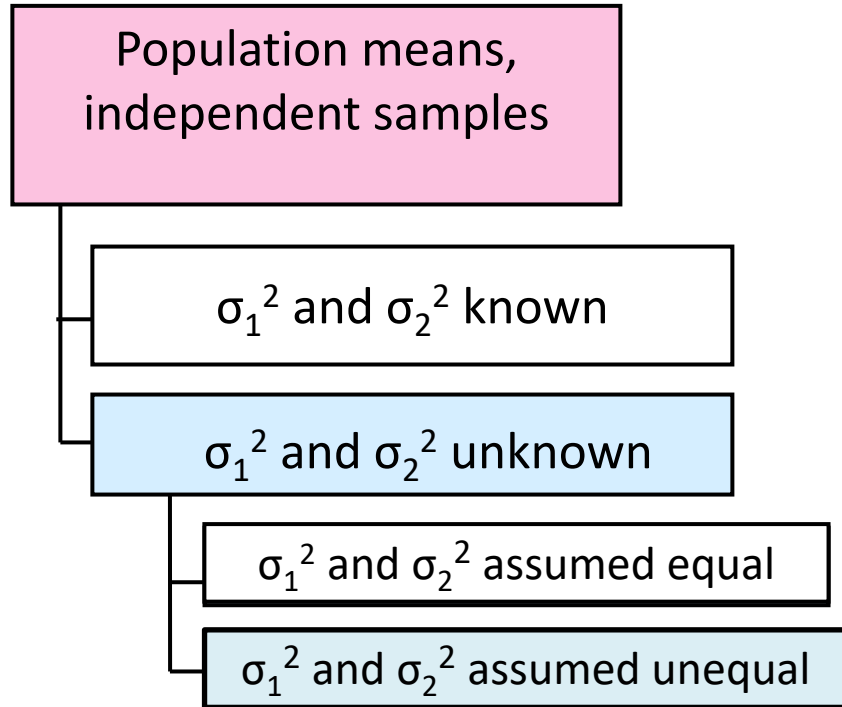 Population means,
independent samples
σ₁² and σ₂² known
σ₁² and σ₂² unknown
σ₁² and σ₂² assumed equal
σ₁² and σ₂² assumed unequal